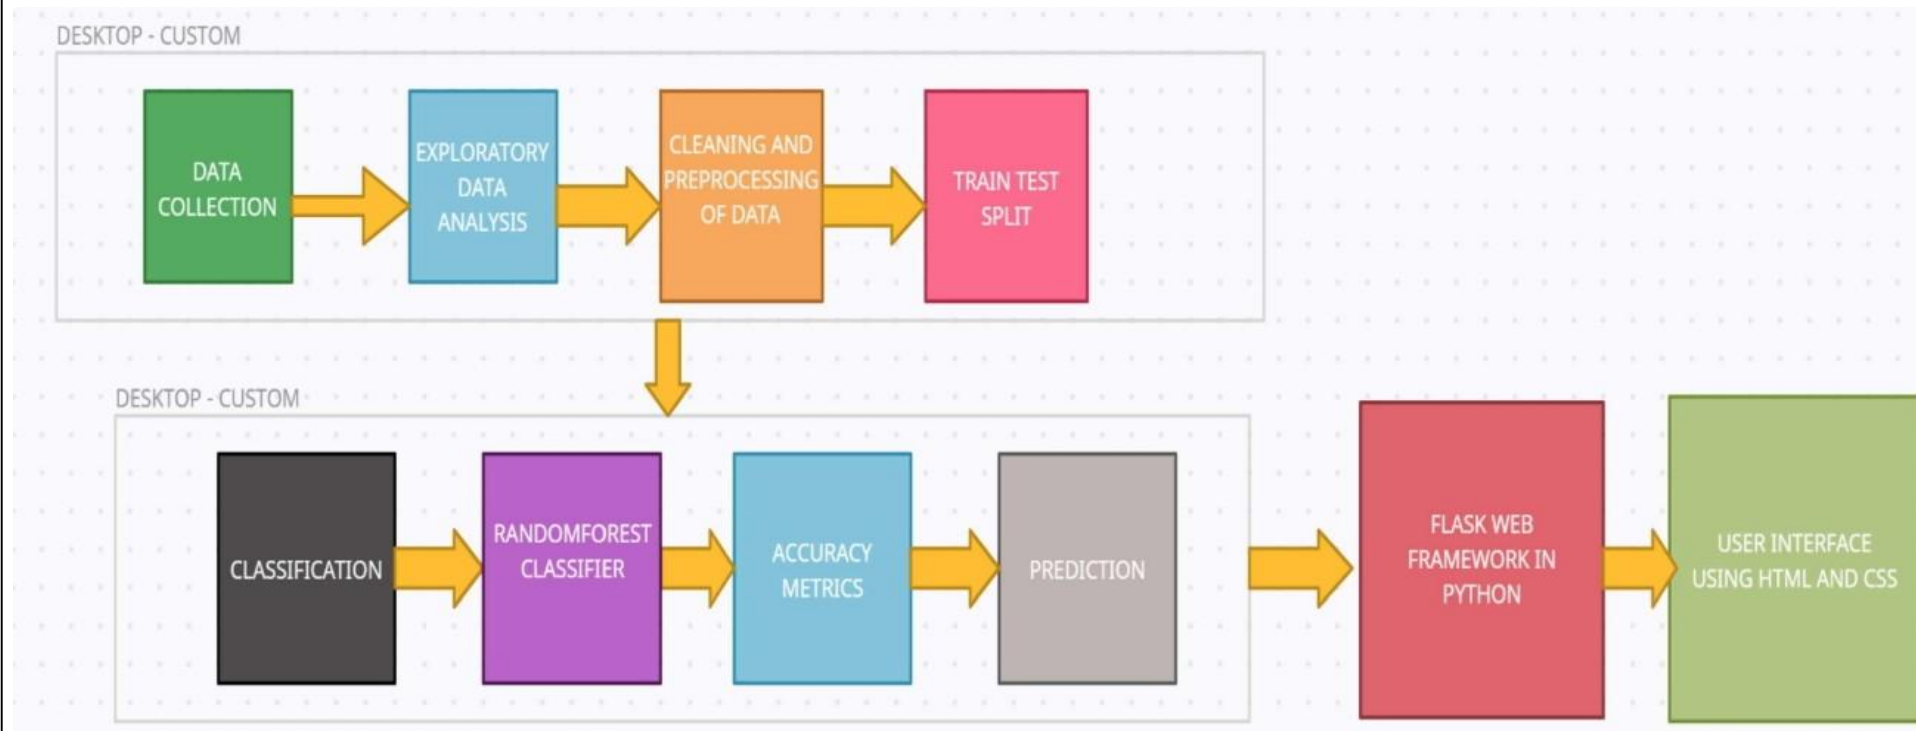 DESKTOP - CUSTOM
DATA
COLLECTION
EXPLORATORY
DATA
ANALYSIS
CLEANING AND
PREPROCESSING
OF DATA
TRAIN TEST
SPLIT
DESKTOP - CUSTOM
CLASSIFICATION
RANDOMFOREST
CLASSIFIER
ACCURACY
METRICS
PREDICTION
FLASK WEB
FRAMEWORK IN
PYTHON
USER INTERFACE
USING HTML AND CSS